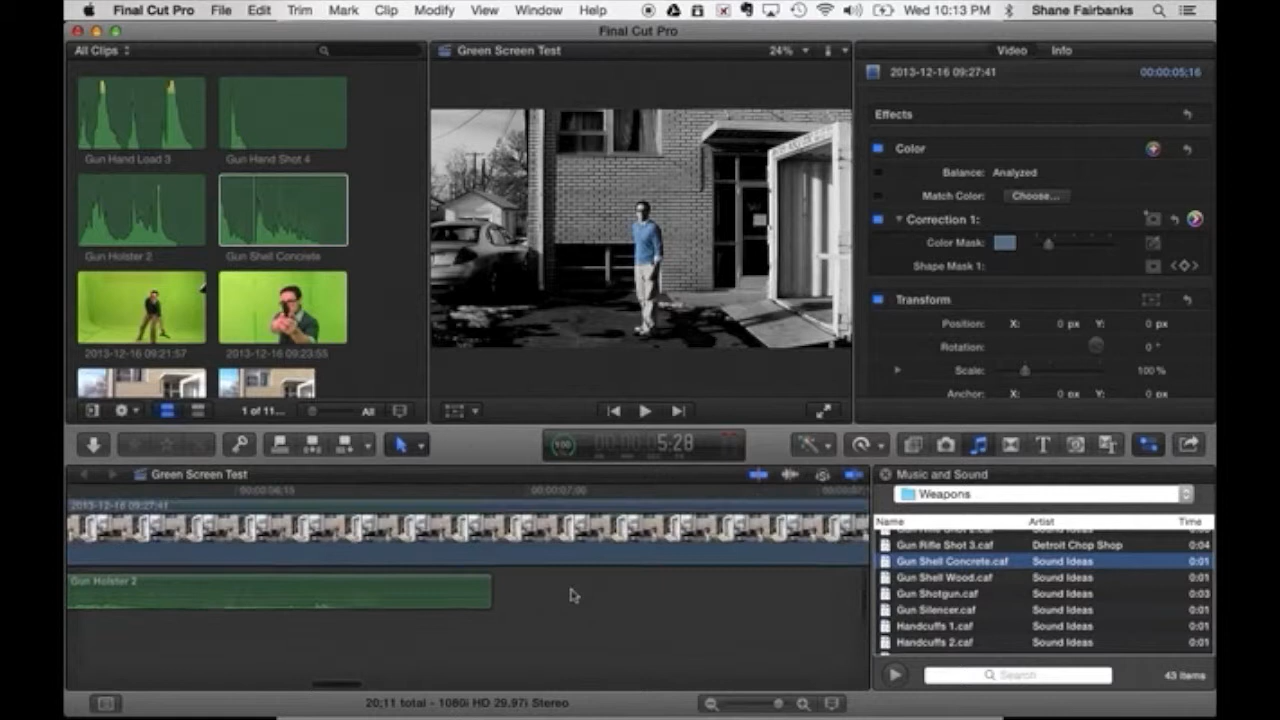 Final Cut Pro File Edit Trim Mark Clip Modify View Window Help Wed 10:13 PM Shane Fairbanks
Final Cut Pro
All Clips
Gun Hand Load 3
Gun Hand Shot 4
Gun Holster 2
Gun Shell Concrete
2013-12-16 09:21:57
2013-12-16 09:23:55
1 of 11...
All
Green Screen Test
24%
Video Info
2013-12-16 09:27:41
00:00:05;16
Effects
Color
Balance: Analyzed
Match Color: Choose...
Correction 1:
Color Mask:
Shape Mask 1:
Transform
Position: X: 0 px Y: 0 px
Rotation: 0 °
Scale: 100 %
Anchor: X: 0 px Y: 0 px
100
5:28
Green Screen Test
00:00:06;15
00:00:07;00
2013-12-16 09:27:41
Gun Holster 2
Music and Sound
Weapons
Name Artist Time
Gun Rifle Shot 3.caf Detroit Chop Shop 0:04
Gun Shell Concrete.caf Sound Ideas 0:01
Gun Shell Wood.caf Sound Ideas 0:01
Gun Shotgun.caf Sound Ideas 0:03
Gun Silencer.caf Sound Ideas 0:01
Handcuffs 1.caf Sound Ideas 0:01
Handcuffs 2.caf Sound Ideas 0:01
Search
43 items
20;11 total - 1080i HD 29.97i Stereo